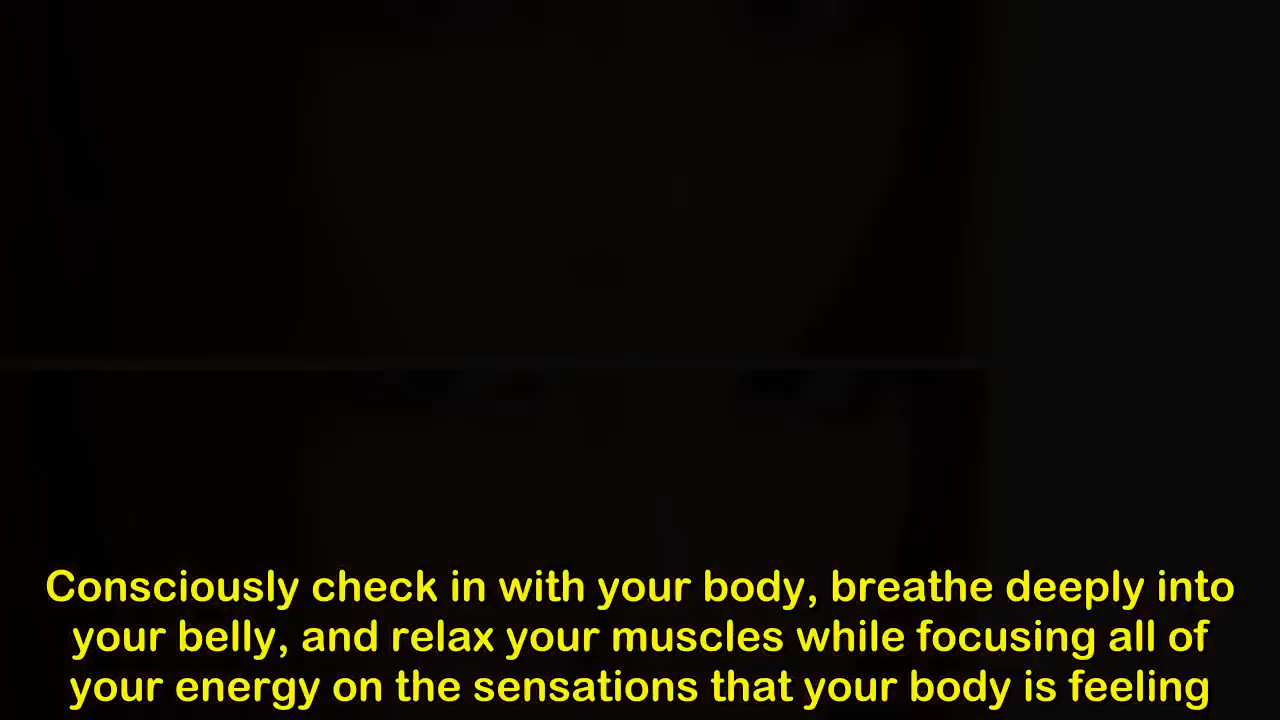 Consciously check in with your body, breathe deeply into
your belly, and relax your muscles while focusing all of
your energy on the sensations that your body is feeling